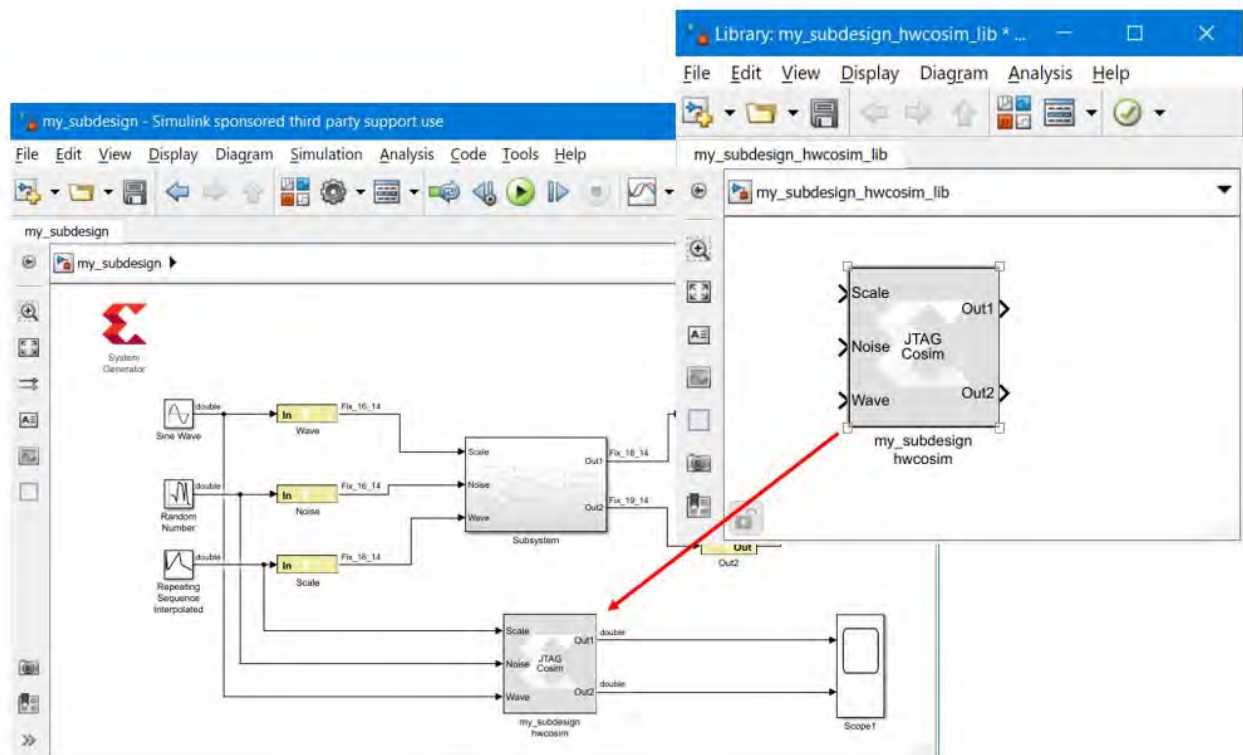 Library: my_subdesign_hwcosim_lib * ...
File Edit View Display Diagram Analysis Help
my_subdesign_hwcosim_lib
my_subdesign_hwcosim_lib
Scale
Noise
Wave
JTAG
Cosim
Out1
Out2
my_subdesign
hwcosim
my_subdesign - Simulink sponsored third party support use
File Edit View Display Diagram Simulation Analysis Code Tools Help
my_subdesign
my_subdesign
System
Generator
double
Sine Wave
In
Fix_16_14
Wave
double
Random
Number
In
Fix_16_14
Noise
double
Repeating
Sequence
Interpolated
In
Fix_16_14
Scale
Scale
Noise
Wave
Out1
Out2
Subsystem
Fix_18_14
Fix_19_14
Out
Out2
Scale
Noise
Wave
JTAG
Cosim
Out1
Out2
my_subdesign
hwcosim
double
double
Scope1